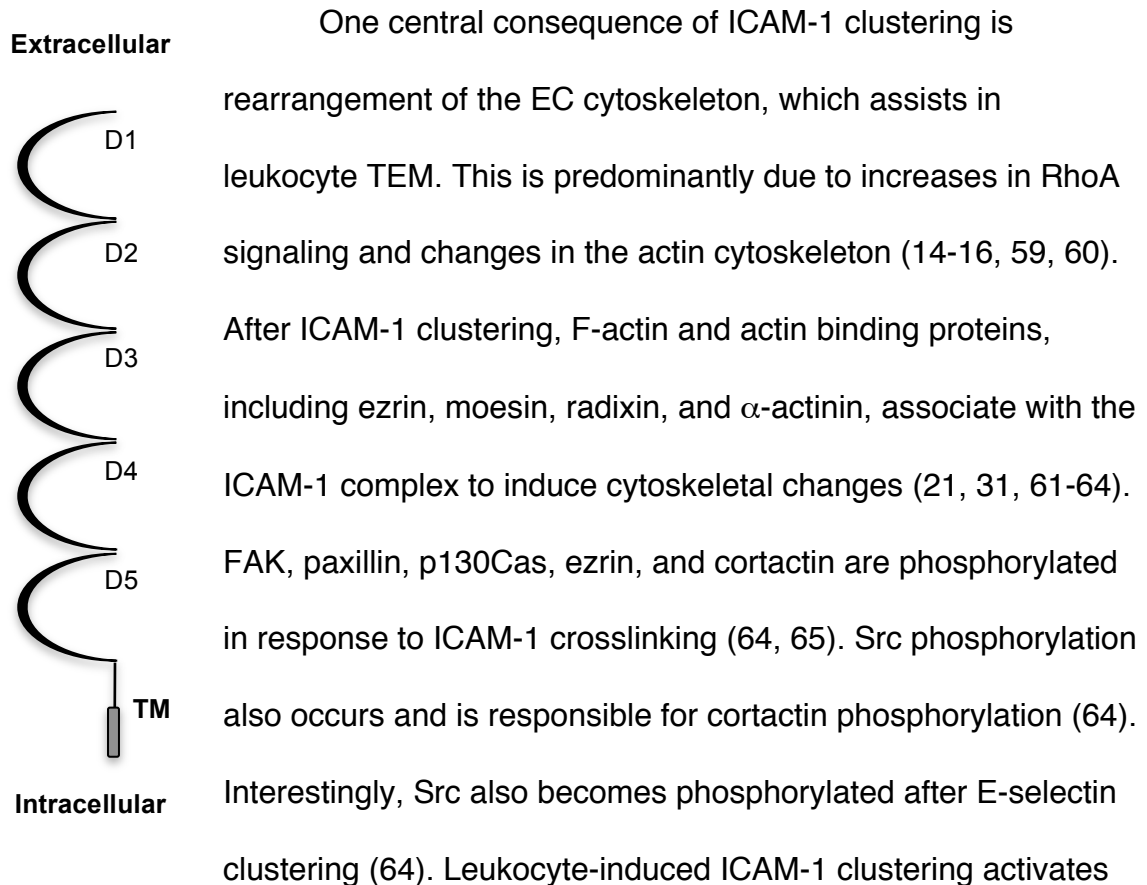 Extracellular
D1
D2
D3
D4
D5
TM
Intracellular
One central consequence of ICAM-1 clustering is
rearrangement of the EC cytoskeleton, which assists in
leukocyte TEM. This is predominantly due to increases in RhoA
signaling and changes in the actin cytoskeleton (14-16, 59, 60).
After ICAM-1 clustering, F-actin and actin binding proteins,
including ezrin, moesin, radixin, and α-actinin, associate with the
ICAM-1 complex to induce cytoskeletal changes (21, 31, 61-64).
FAK, paxillin, p130Cas, ezrin, and cortactin are phosphorylated
in response to ICAM-1 crosslinking (64, 65). Src phosphorylation
also occurs and is responsible for cortactin phosphorylation (64).
Interestingly, Src also becomes phosphorylated after E-selectin
clustering (64). Leukocyte-induced ICAM-1 clustering activates